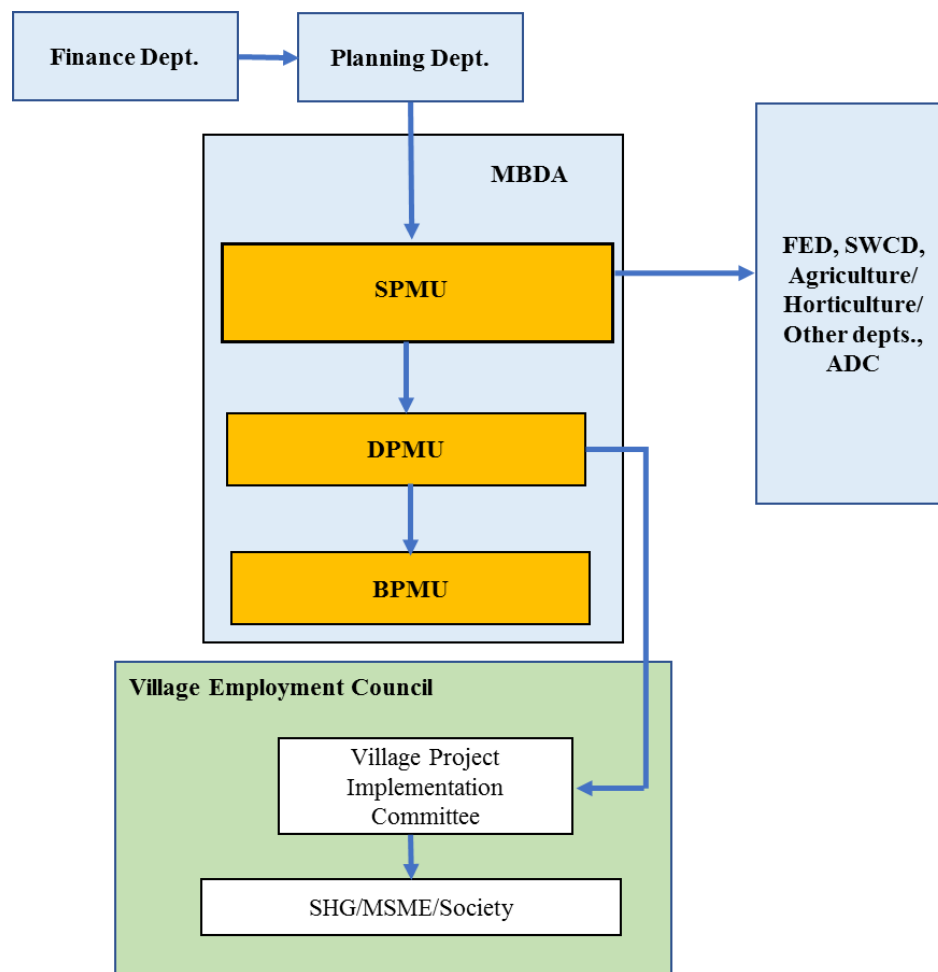 Finance Dept.
Planning Dept.
MBDA
SPMU
FED, SWCD,
Agriculture/
Horticulture/
Other depts.,
ADC
DPMU
BPMU
Village Employment Council
Village Project
Implementation
Committee
SHG/MSME/Society